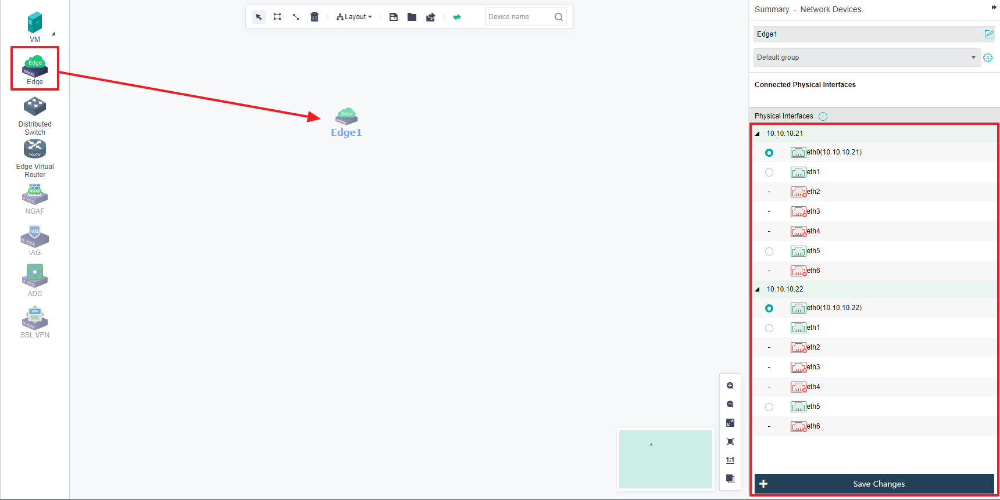 VM
Edge
Edge
Distributed
Switch
Router
Edge Virtual
Router
NGAF
NGAF
IAG
IAG
ADC
VPN
SSL
SSL VPN
Layout
Device name
Edge
Edge1
1:1
Summary - Network Devices
Edge1
Default group
Connected Physical Interfaces
Physical Interfaces
10.10.10.21
eth0(10.10.10.21)
eth1
- eth2
- eth3
- eth4
eth5
- eth6
10.10.10.22
eth0(10.10.10.22)
eth1
- eth2
- eth3
- eth4
eth5
- eth6
Save Changes